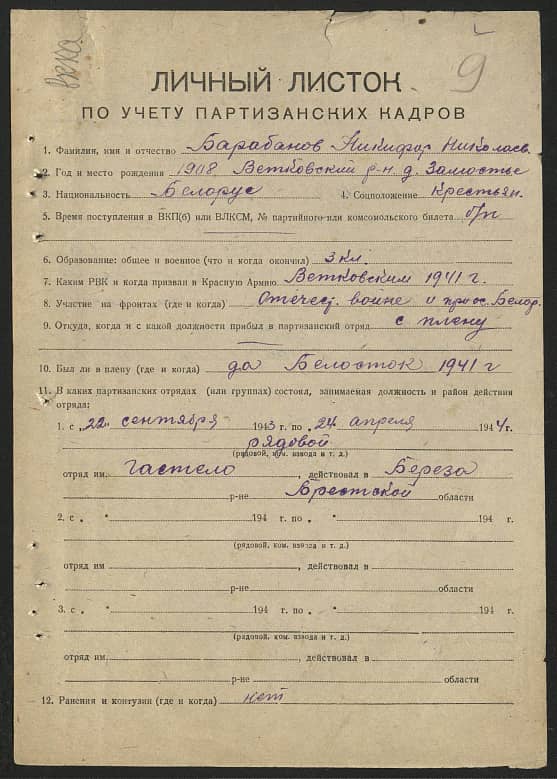 9
ЛИЧНЫЙ ЛИСТОК
ПО УЧЕТУ ПАРТИЗАНСКИХ КАДРОВ
1. Фамилия, имя и отчество Барабанов Никифор Николаев.
2. Год и место рождения 1908 Ветковский р-н. д. Замостье
3. Национальность Белорус 4. Соцположение крестьян.
5. Время поступления в ВКП(б) или ВЛКСМ, № партийного или комсомольского билета б/п
6. Образование: общее и военное (что и когда окончил) 3 кл.
7. Каким РВК и когда призван в Красную Армию Ветковским 1941 г.
8. Участие на фронтах (где и когда) Отечест. войне Белор.
9. Откуда, когда и с какой должности прибыл в партизанский отряд с плену
10. Был ли в плену (где и когда) да Белосток 1941 г
11. В каких партизанских отрядах (или группах) состоял, занимаемая должность и район действии
отряда:
1. с „22" сентября 1943 г. по „24 апреля 1944 г.
рядовой
(рядовой, ком. взвода и т. д.)
отряд им. Гастело, действовал в Береза
р-не Брестской области
2. с „ " 194 г. по „ " 194 г.
(рядовой, ком. взвода и т. д.)
отряд им. , действовал в
р-не области
3. с „ " 194 г. по „ " 194 г.
(рядовой, ком. взвода и т. д.)
отряд им. , действовал в
р-не области
12. Ранения и контузии (где и когда) нет